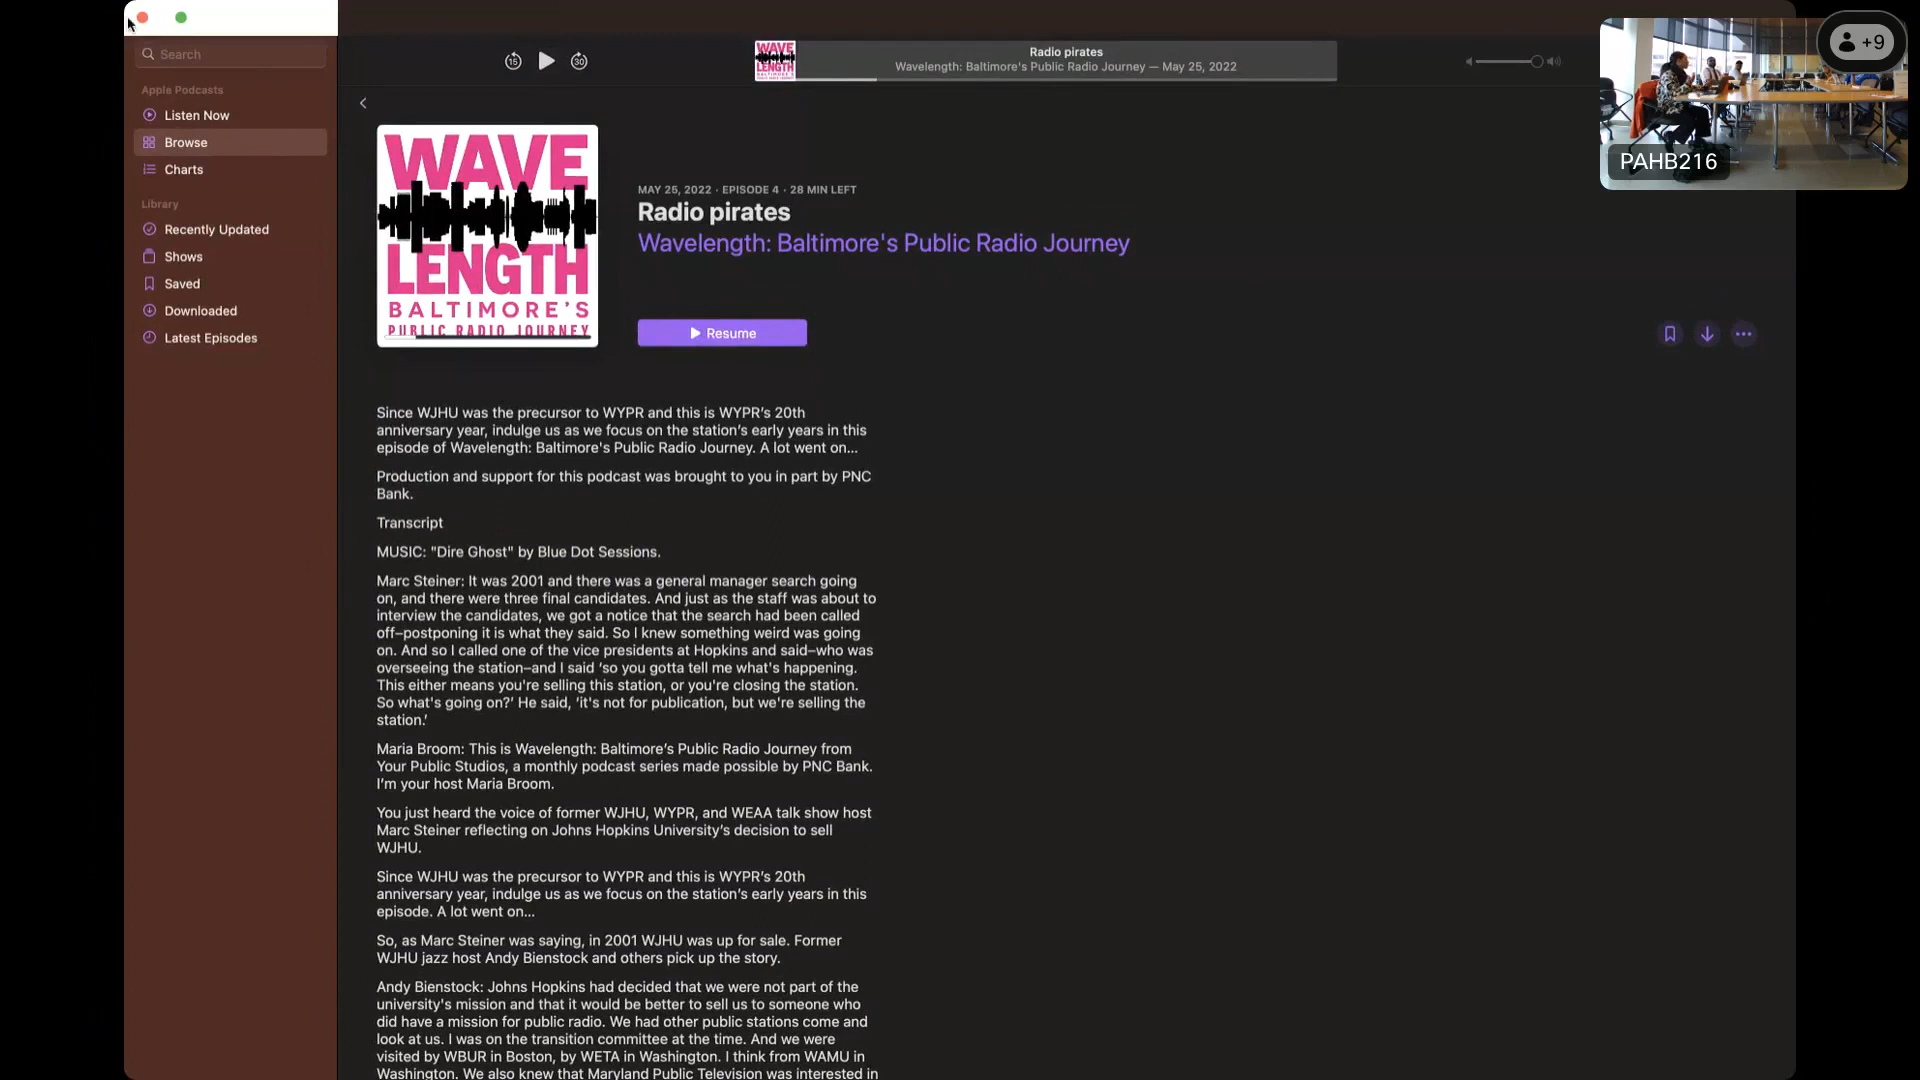 Search
Apple Podcasts
Listen Now
Browse
Charts
Library
Recently Updated
Shows
Saved
Downloaded
Latest Episodes
15
30
WAVE
LENGTH
Radio pirates
Wavelength: Baltimore's Public Radio Journey — May 25, 2022
+9
PAHB216
WAVE
LENGTH
BALTIMORE'S
PUBLIC RADIO JOURNEY
MAY 25, 2022 · EPISODE 4 · 28 MIN LEFT
Radio pirates
Wavelength: Baltimore's Public Radio Journey
Resume
Since WJHU was the precursor to WYPR and this is WYPR’s 20th
anniversary year, indulge us as we focus on the station’s early years in this
episode of Wavelength: Baltimore's Public Radio Journey. A lot went on...
Production and support for this podcast was brought to you in part by PNC
Bank.
Transcript
MUSIC: "Dire Ghost" by Blue Dot Sessions.
Marc Steiner: It was 2001 and there was a general manager search going
on, and there were three final candidates. And just as the staff was about to
interview the candidates, we got a notice that the search had been called
off–postponing it is what they said. So I knew something weird was going
on. And so I called one of the vice presidents at Hopkins and said–who was
overseeing the station–and I said ‘so you gotta tell me what's happening.
This either means you're selling this station, or you're closing the station.
So what's going on?’ He said, ‘it's not for publication, but we're selling the
station.’
Maria Broom: This is Wavelength: Baltimore’s Public Radio Journey from
Your Public Studios, a monthly podcast series made possible by PNC Bank.
I’m your host Maria Broom.
You just heard the voice of former WJHU, WYPR, and WEAA talk show host
Marc Steiner reflecting on Johns Hopkins University’s decision to sell
WJHU.
Since WJHU was the precursor to WYPR and this is WYPR’s 20th
anniversary year, indulge us as we focus on the station’s early years in this
episode. A lot went on...
So, as Marc Steiner was saying, in 2001 WJHU was up for sale. Former
WJHU jazz host Andy Bienstock and others pick up the story.
Andy Bienstock: Johns Hopkins had decided that we were not part of the
university's mission and that it would be better to sell us to someone who
did have a mission for public radio. We had other public stations come and
look at us. I was on the transition committee at the time. And we were
visited by WBUR in Boston, by WETA in Washington. I think from WAMU in
Washington. We also knew that Maryland Public Television was interested in